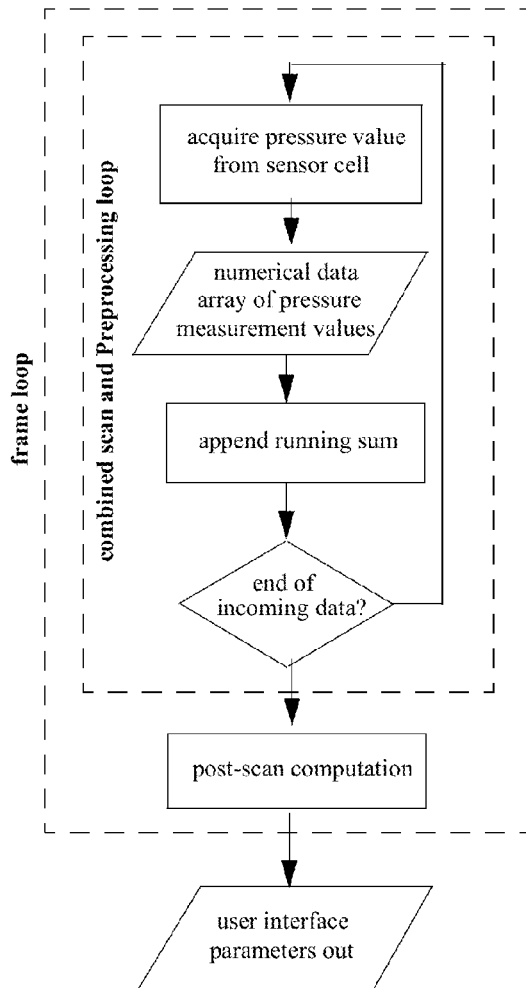 frame loop
combined scan and Preprocessing loop
acquire pressure value
from sensor cell
numerical data
array of pressure
measurement values
append running sum
end of
incoming data?
post-scan computation
user interface
parameters out